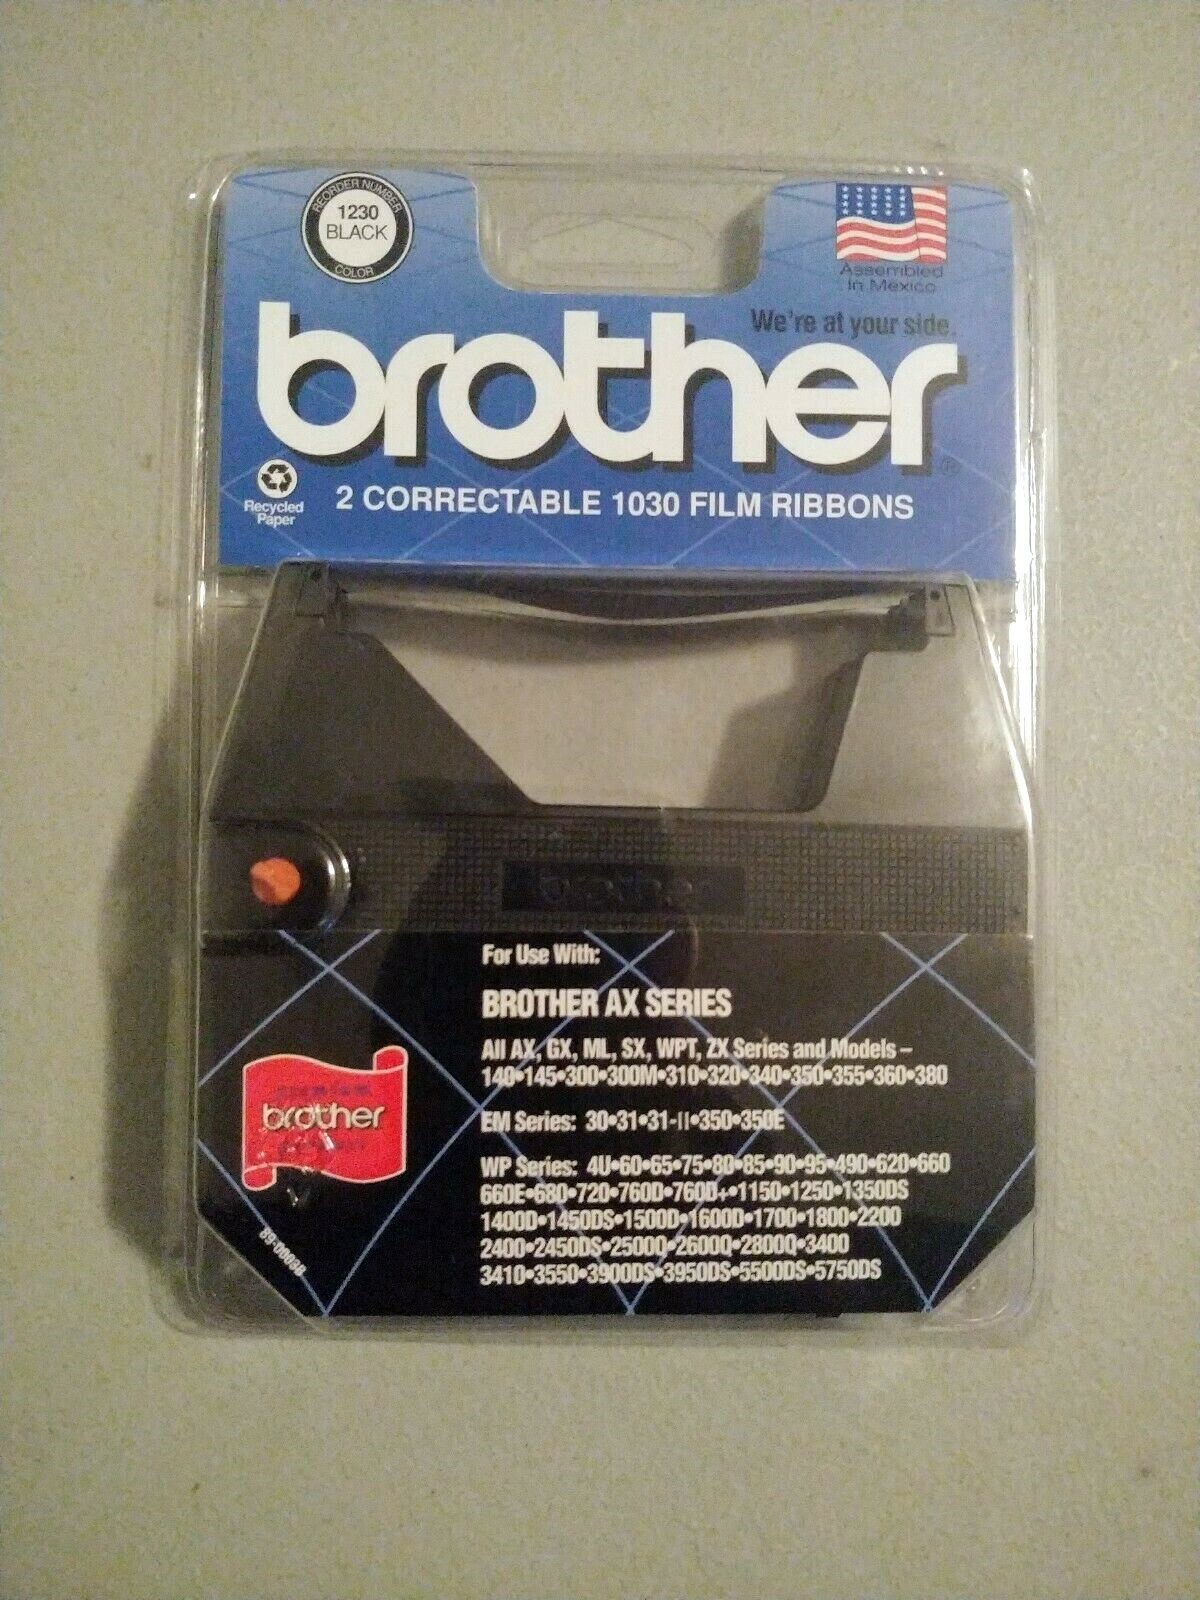 REORDER NUMBER
1230
BLACK
COLOR
Assembled
In Mexico
We're at your side.
brother®
Recycled
Paper
2 CORRECTABLE 1030 FILM RIBBONS
brother
For Use With:
BROTHER AX SERIES
All AX, GX, ML, SX, WPT, ZX Series and Models –
140•145•300•300M•310•320•340•350•355•360•380
EM Series: 30•31•31-II•350•350E
WP Series: 4U•60•65•75•80•85•90•95•490•620•660
660E•680•720•760D•760D+•1150•1250•1350DS
1400D•1450DS•1500D•1600D•1700•1800•2200
2400•2450DS•2500Q•2600Q•2800Q•3400
3410•3550•3900DS•3950DS•5500DS•5750DS
brother